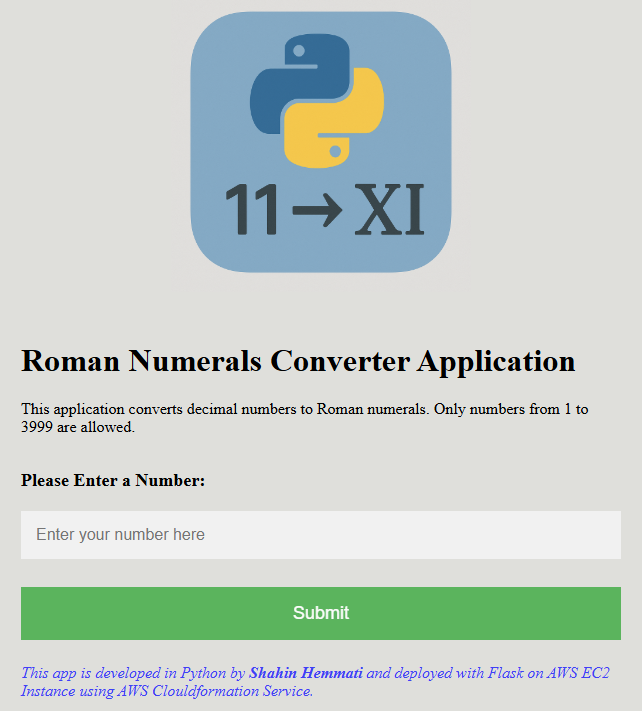 11→XI
Roman Numerals Converter Application
This application converts decimal numbers to Roman numerals. Only numbers from 1 to
3999 are allowed.
Please Enter a Number:
Enter your number here
Submit
This app is developed in Python by Shahin Hemmati and deployed with Flask on AWS EC2
Instance using AWS Clouldformation Service.